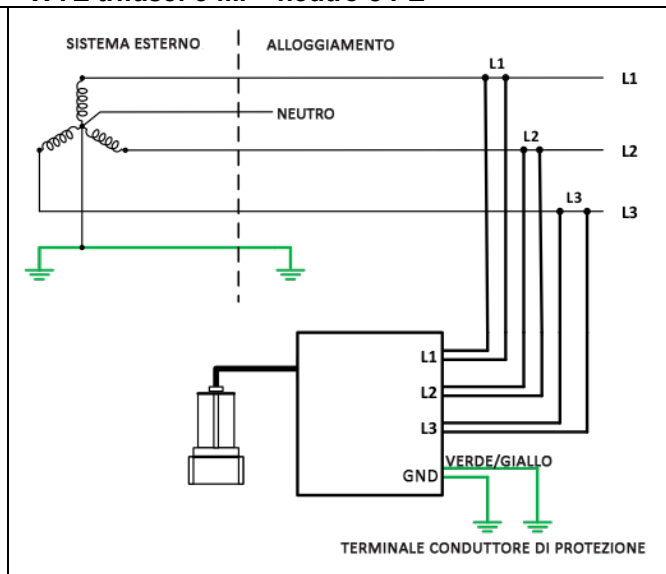 SISTEMA ESTERNO
ALLOGGIAMENTO
L1
L1
NEUTRO
L2
L2
L3
L3
L1
L2
L3
VERDE/GIALLO
GND
TERMINALE CONDUTTORE DI PROTEZIONE